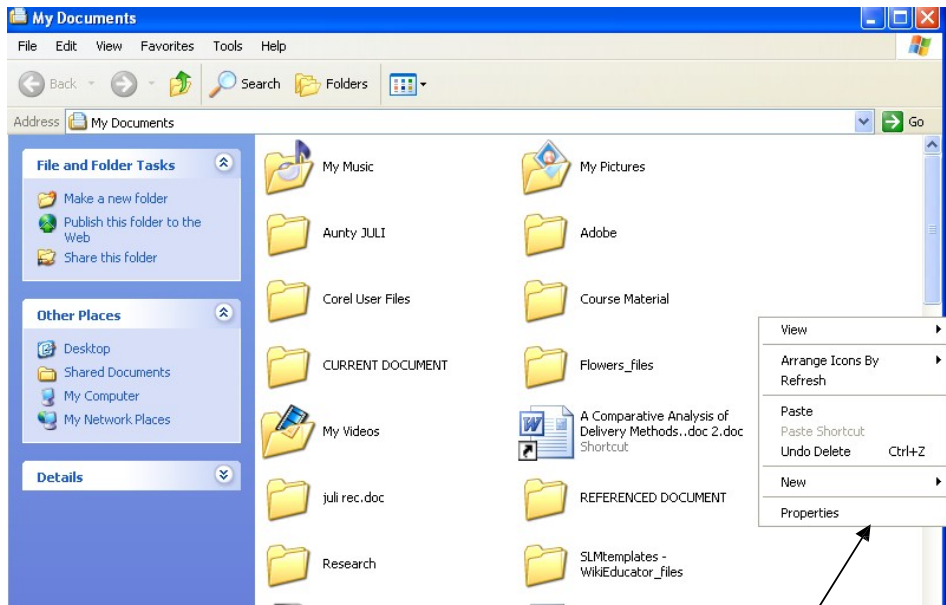 My Documents
File Edit View Favorites Tools Help
Back Search Folders
Address My Documents Go
File and Folder Tasks
Make a new folder
Publish this folder to the
Web
Share this folder
Other Places
Desktop
Shared Documents
My Computer
My Network Places
Details
My Music
My Pictures
Aunty JULI
Adobe
Corel User Files
Course Material
CURRENT DOCUMENT
Flowers_files
My Videos
A Comparative Analysis of
Delivery Methods..doc 2.doc
Shortcut
juli rec.doc
REFERENCED DOCUMENT
Research
SLMtemplates -
WikiEducator_files
View
Arrange Icons By
Refresh
Paste
Paste Shortcut
Undo Delete Ctrl+Z
New
Properties